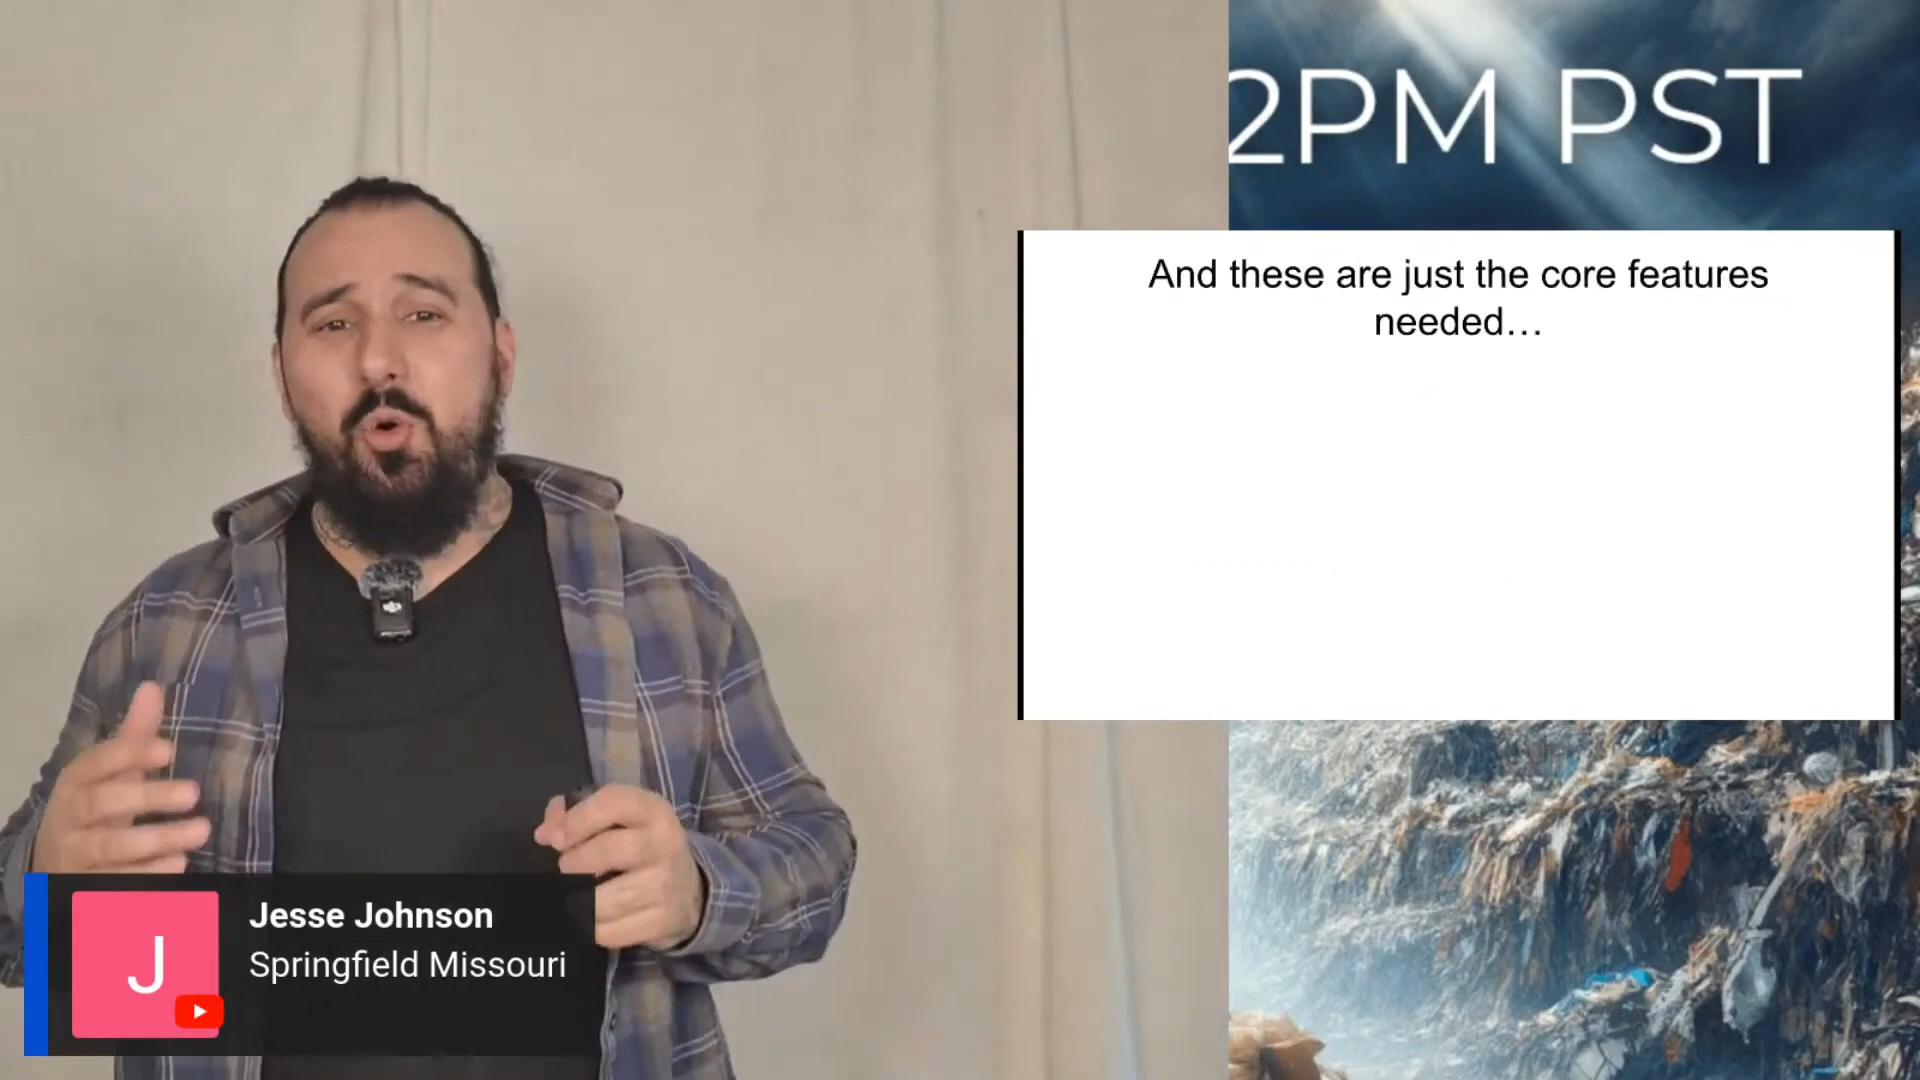 2PM PST
And these are just the core features
needed…
J
Jesse Johnson
Springfield Missouri